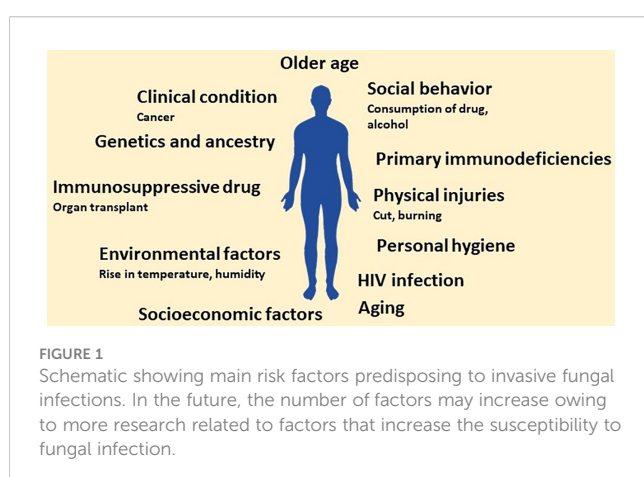 Older age
Clinical condition
Cancer
Genetics and ancestry
Immunosuppressive drug
Organ transplant
Environmental factors
Rise in temperature, humidity
Socioeconomic factors
Social behavior
Consumption of drug,
alcohol
Primary immunodeficiencies
Physical injuries
Cut, burning
Personal hygiene
HIV infection
Aging
FIGURE 1
Schematic showing main risk factors predisposing to invasive fungal
infections. In the future, the number of factors may increase owing
to more research related to factors that increase the susceptibility to
fungal infection.